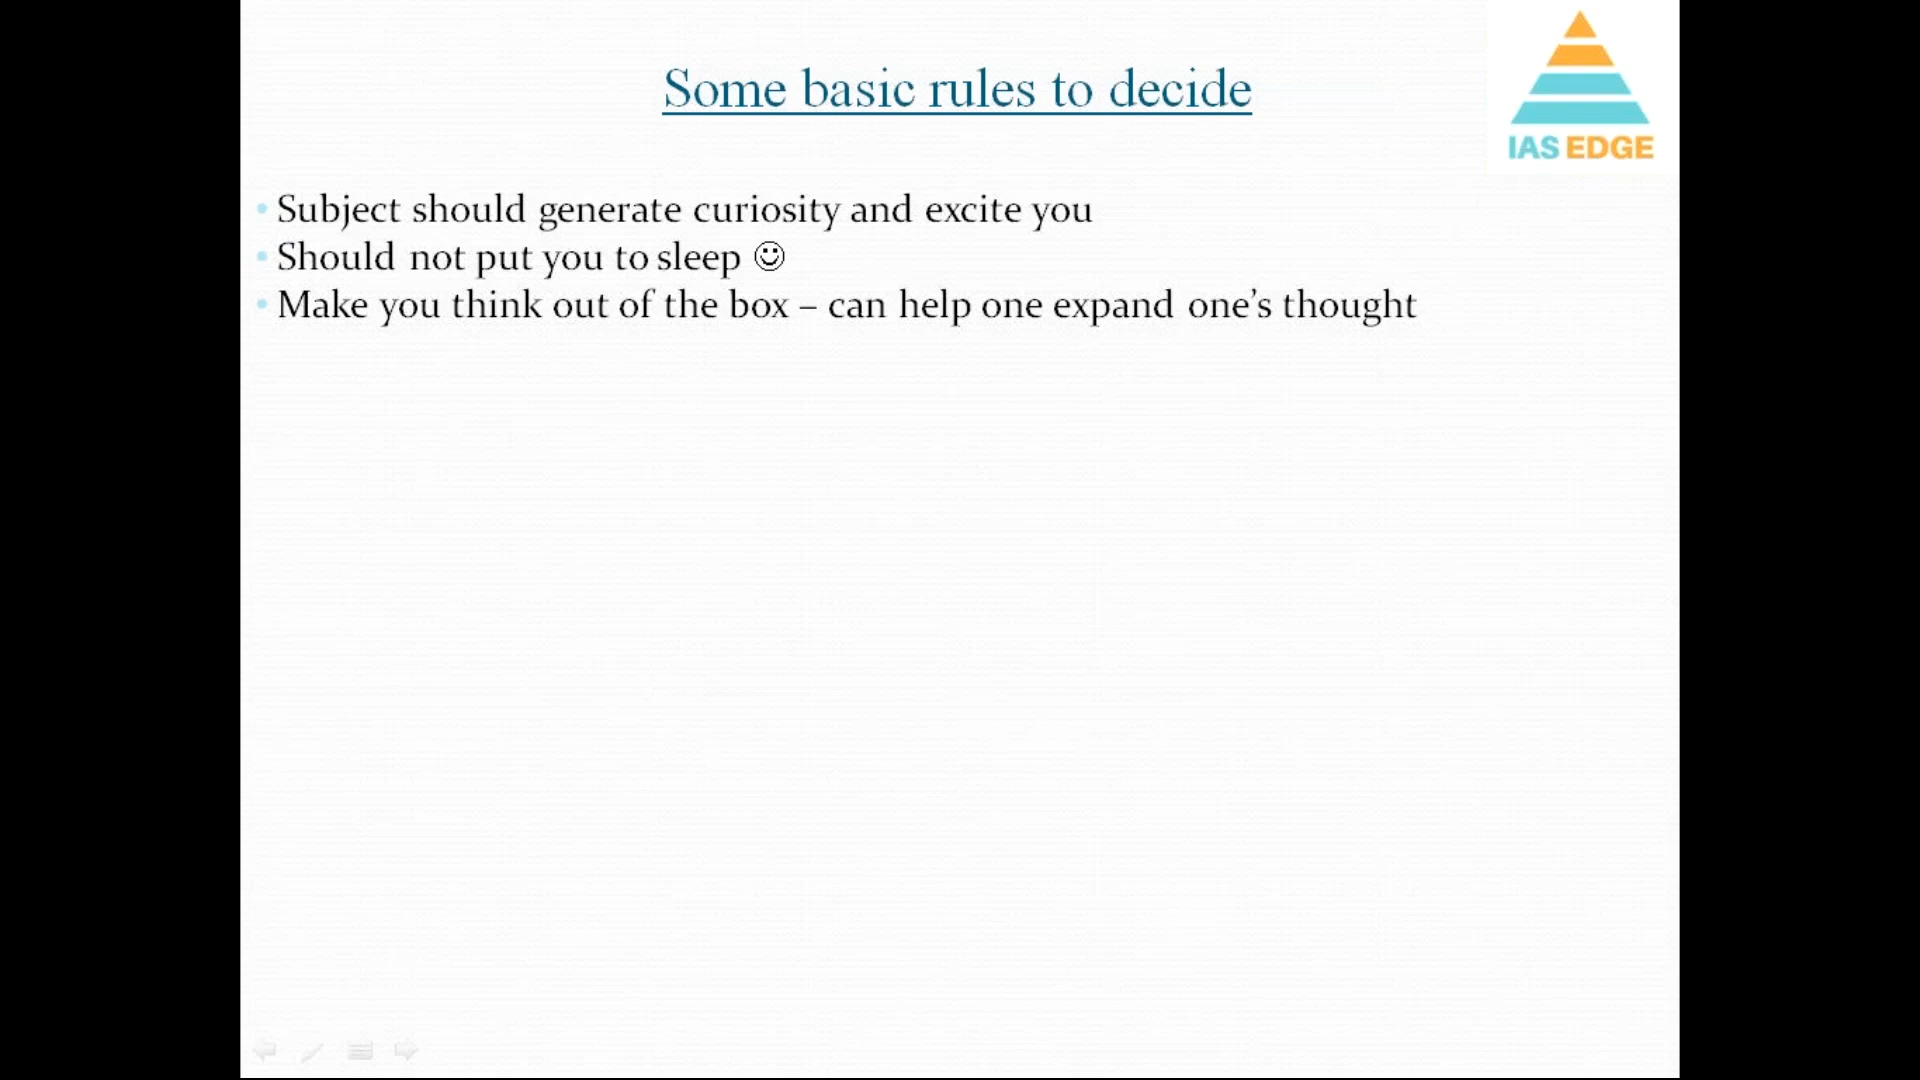 Some basic rules to decide
IAS EDGE
• Subject should generate curiosity and excite you
• Should not put you to sleep ☺
• Make you think out of the box – can help one expand one’s thought